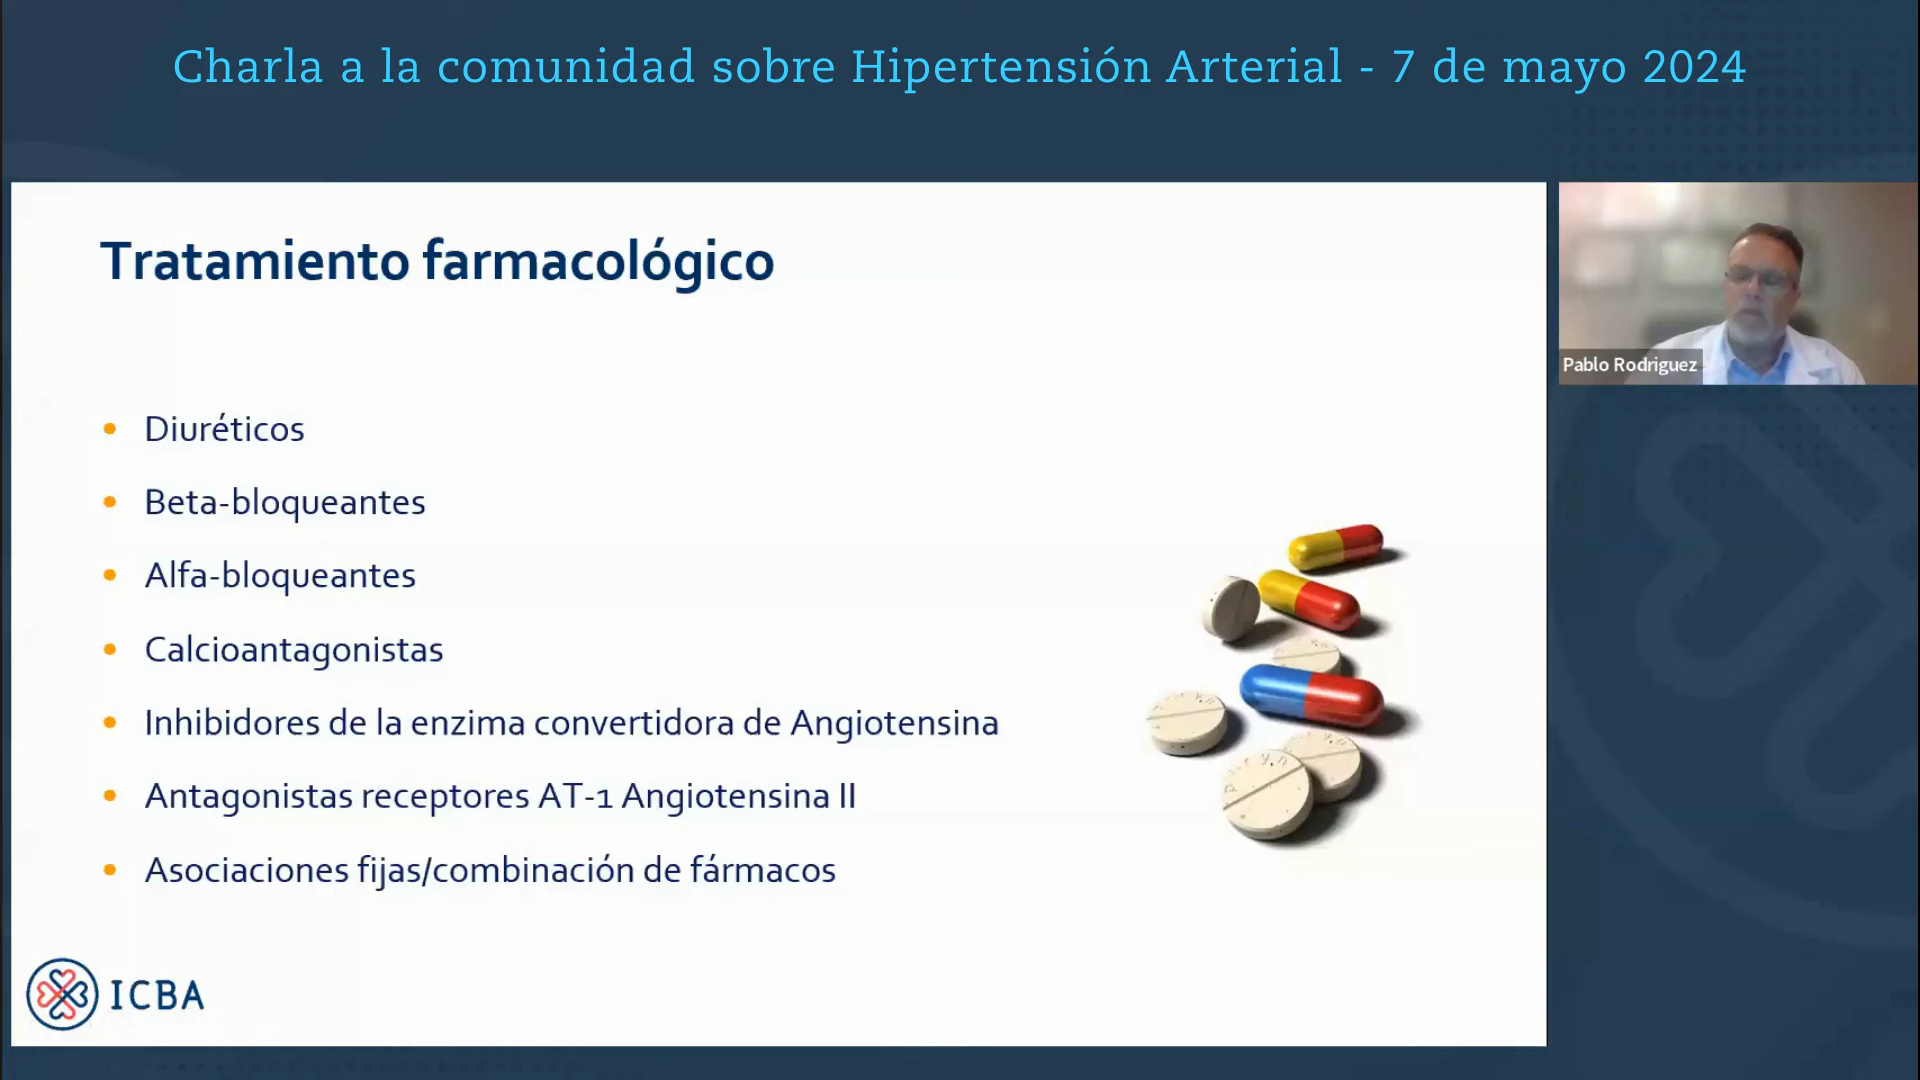 Charla a la comunidad sobre Hipertensión Arterial - 7 de mayo 2024
Tratamiento farmacológico
• Diuréticos
• Beta-bloqueantes
• Alfa-bloqueantes
• Calcioantagonistas
• Inhibidores de la enzima convertidora de Angiotensina
• Antagonistas receptores AT-1 Angiotensina II
• Asociaciones fijas/combinación de fármacos
ICBA
Pablo Rodriguez